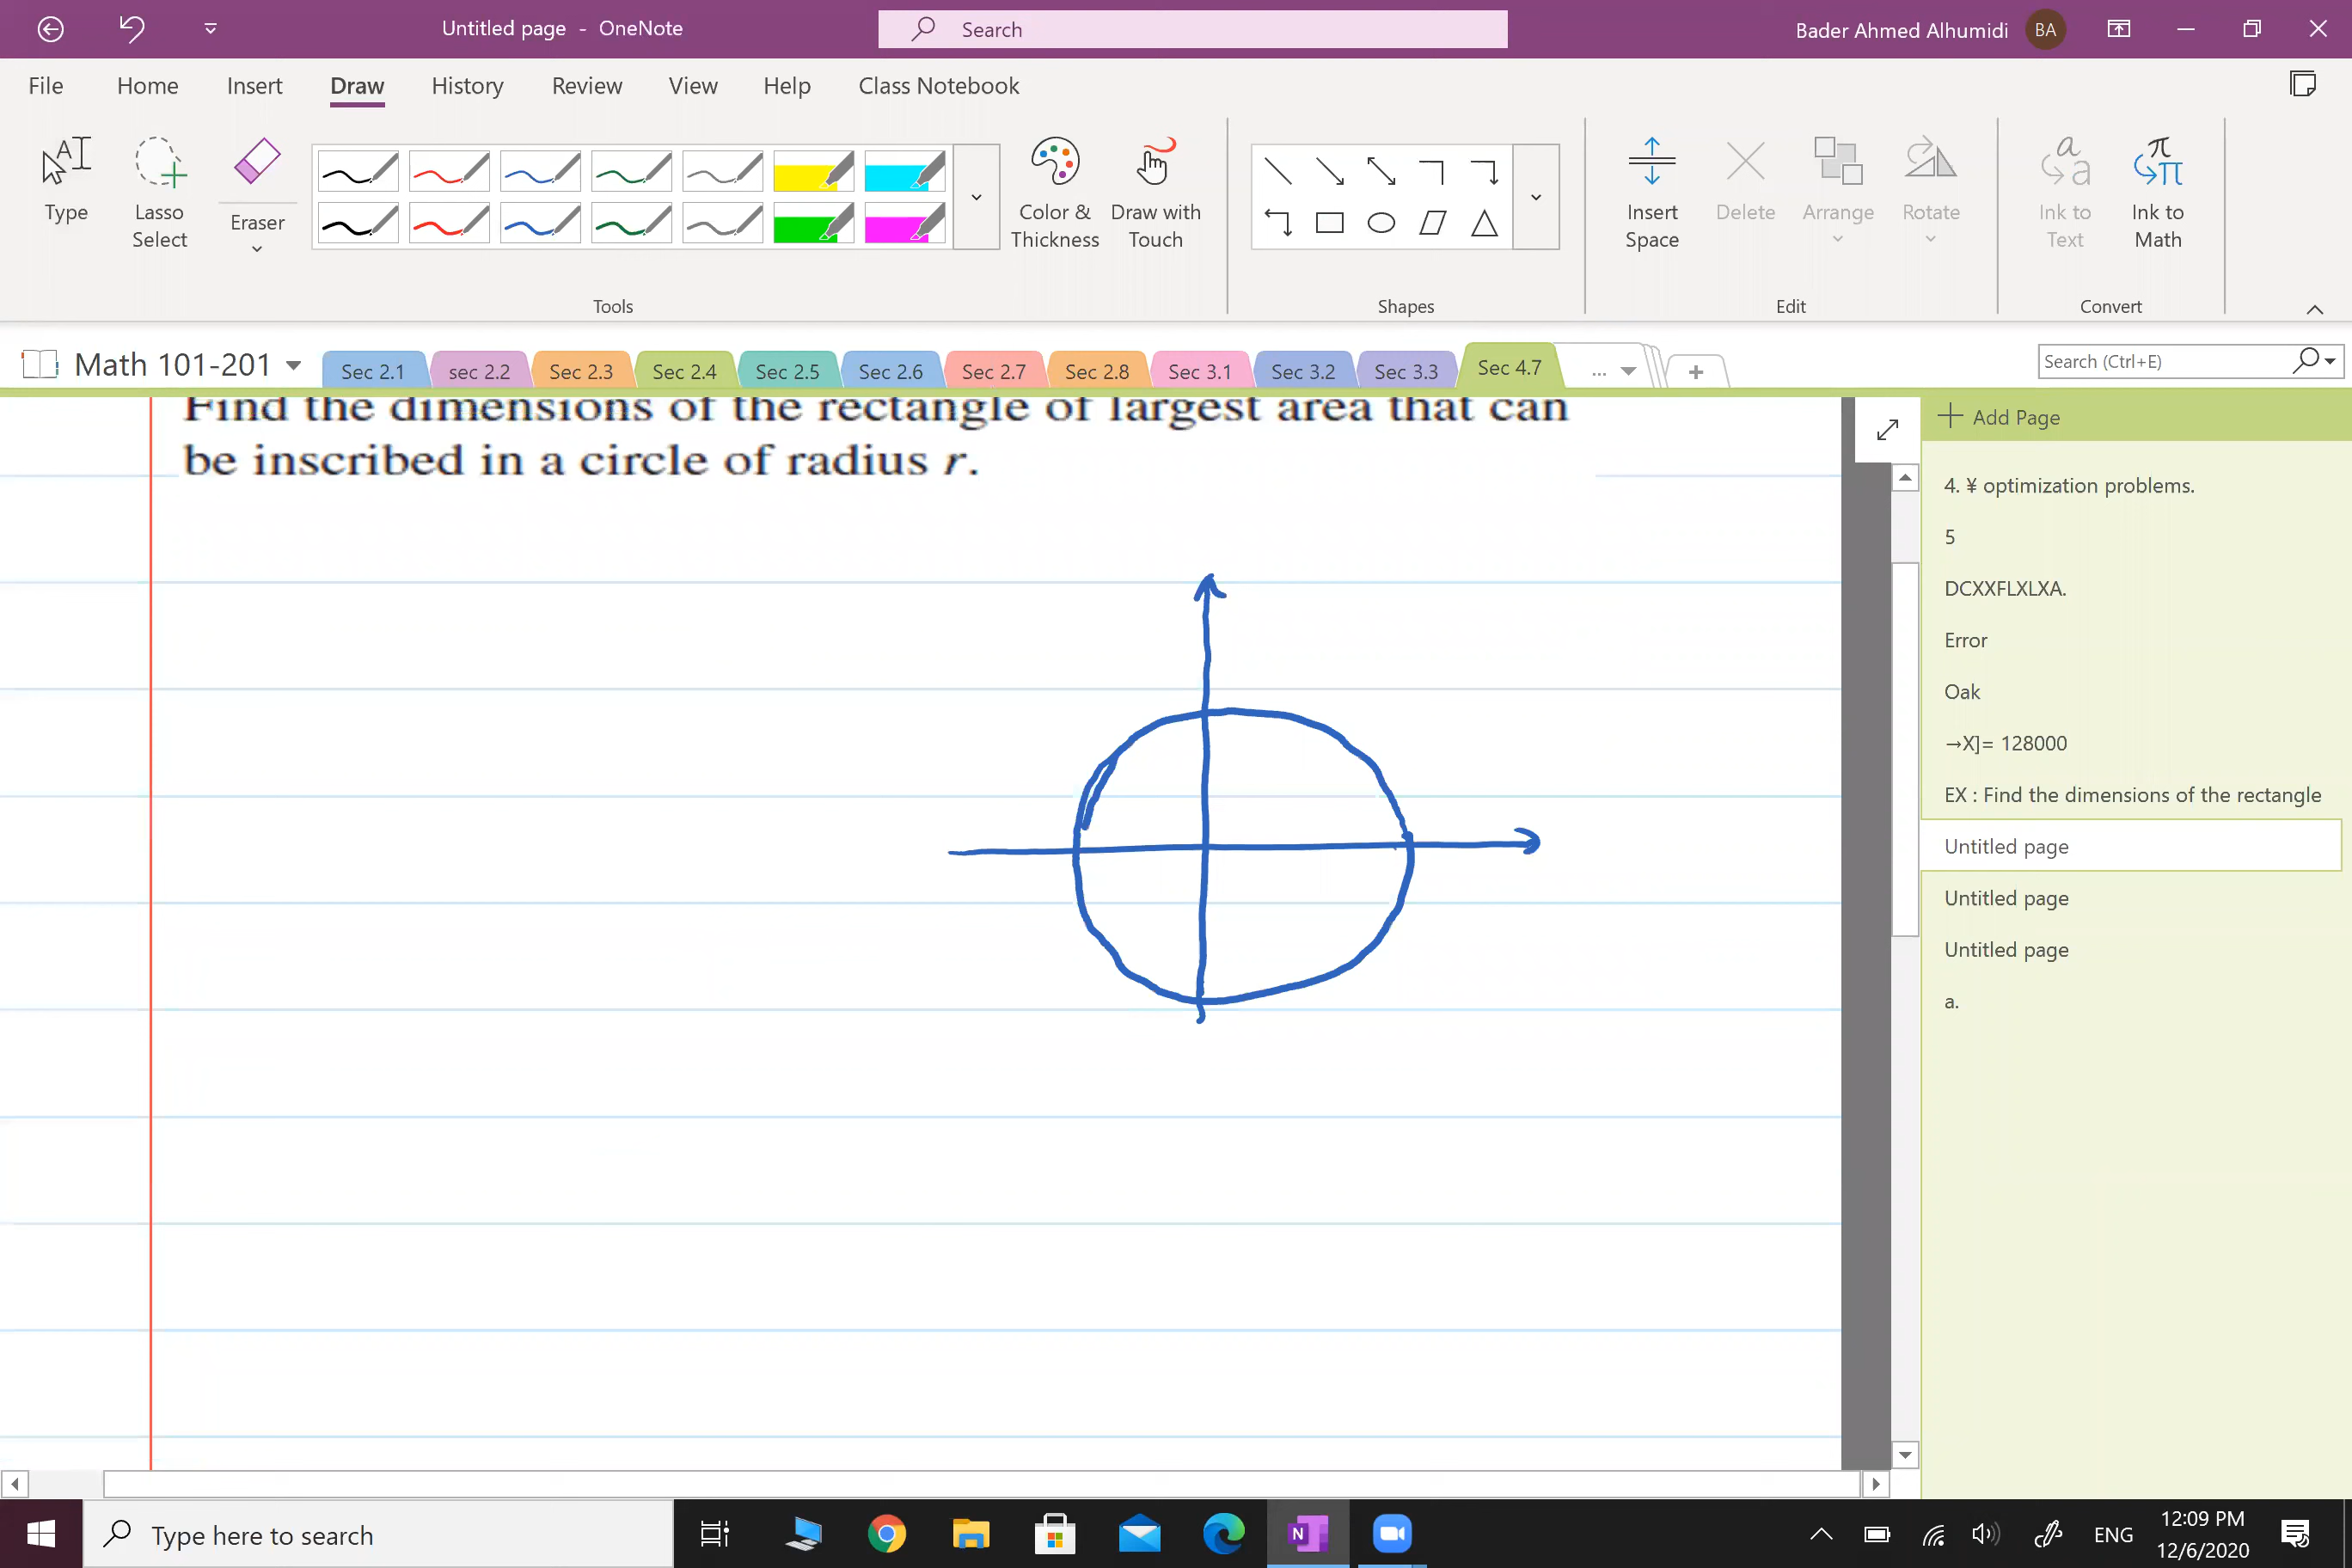 Untitled page - OneNote
Search
Bader Ahmed Alhumidi
BA
File Home Insert Draw History Review View Help Class Notebook
Type
Lasso Select
Eraser
Color & Thickness
Draw with Touch
Insert Space
Delete
Arrange
Rotate
Ink to Text
Ink to Math
Tools
Shapes
Edit
Convert
Math 101-201
Sec 2.1 sec 2.2 Sec 2.3 Sec 2.4 Sec 2.5 Sec 2.6 Sec 2.7 Sec 2.8 Sec 3.1 Sec 3.2 Sec 3.3 Sec 4.7 ...
Search (Ctrl+E)
Find the dimensions of the rectangle of largest area that can
be inscribed in a circle of radius r.
Add Page
4. ¥ optimization problems.
5
DCXXFLXLXA.
Error
Oak
→X]= 128000
EX : Find the dimensions of the rectangle
Untitled page
Untitled page
Untitled page
a.
Type here to search
ENG
12:09 PM
12/6/2020